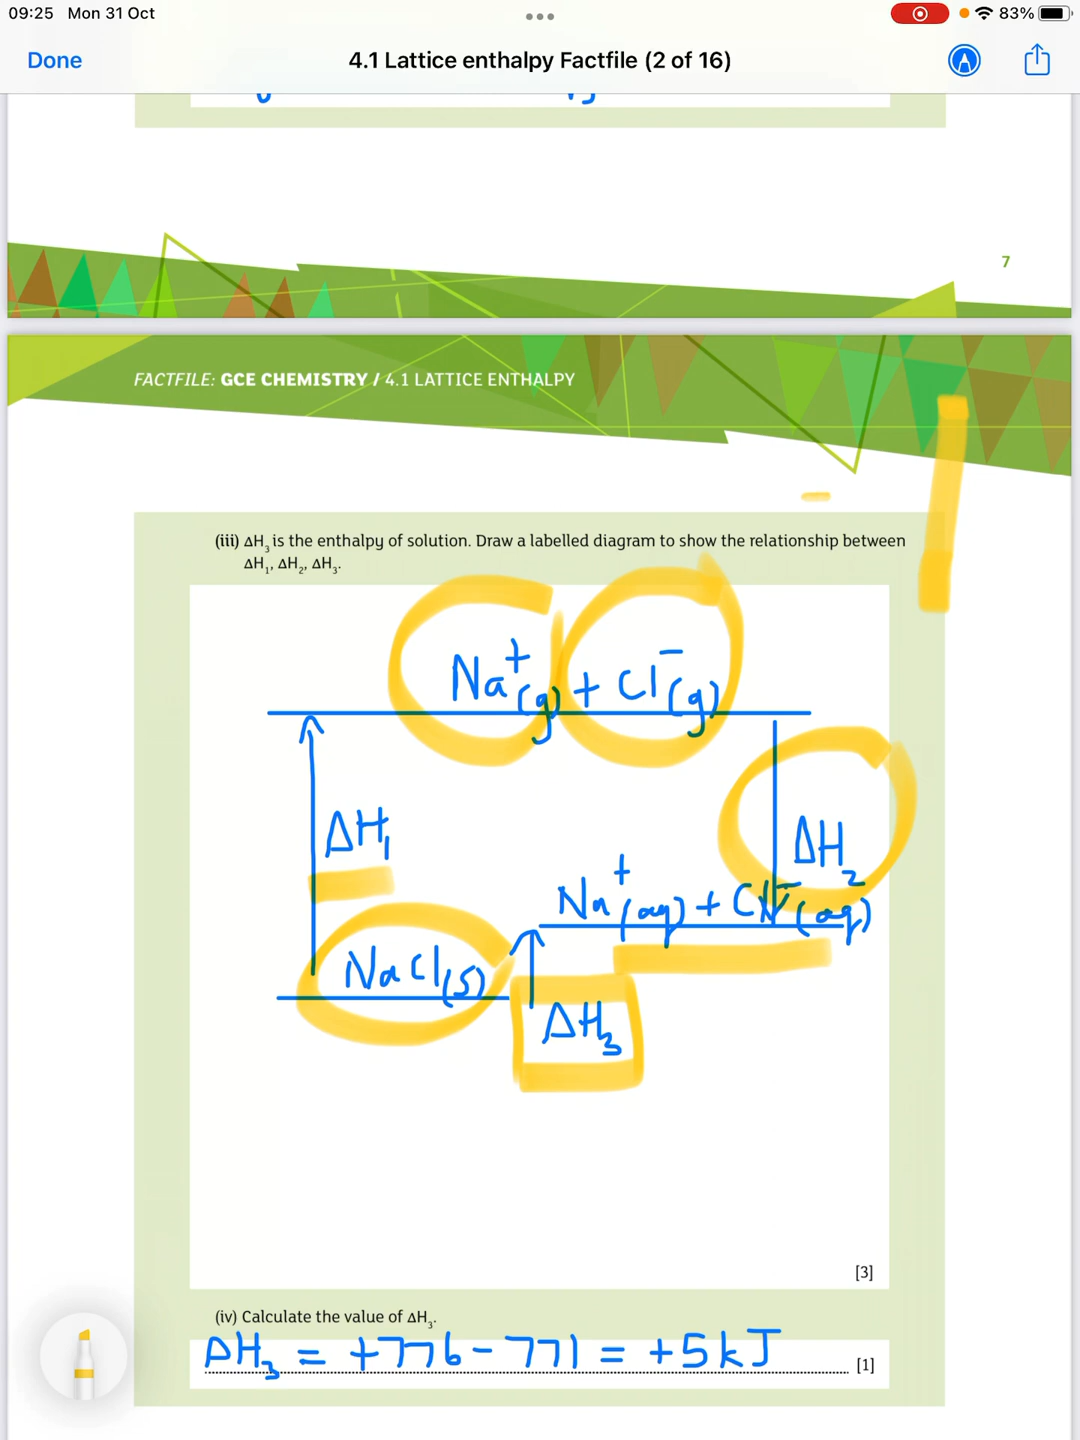 09:25 Mon 31 Oct
83%
Done
4.1 Lattice enthalpy Factfile (2 of 16)
7
FACTFILE: GCE CHEMISTRY / 4.1 LATTICE ENTHALPY
(iii) ΔH₃ is the enthalpy of solution. Draw a labelled diagram to show the relationship between
ΔH₁, ΔH₂, ΔH₃.
Na⁺(g) + Cl⁻(g)
ΔH₁
ΔH₂
Na⁺(aq) + Cl⁻(aq)
NaCl(s)
ΔH₃
[3]
(iv) Calculate the value of ΔH₃.
ΔH₃ = +776 - 771 = +5kJ
[1]